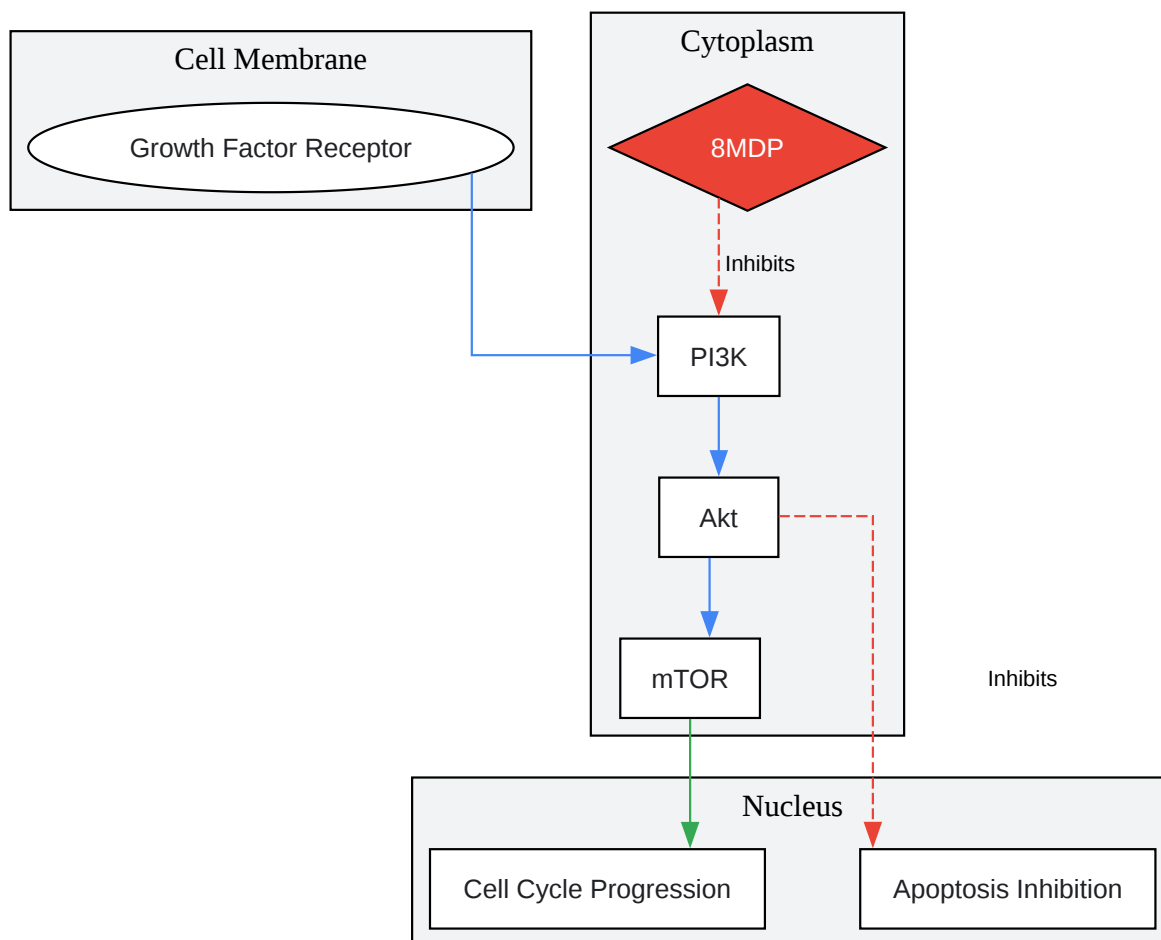 Cell Membrane
Growth Factor Receptor
Cytoplasm
8MDP
Inhibits
PI3K
Akt
mTOR
Inhibits
Nucleus
Cell Cycle Progression
Apoptosis Inhibition